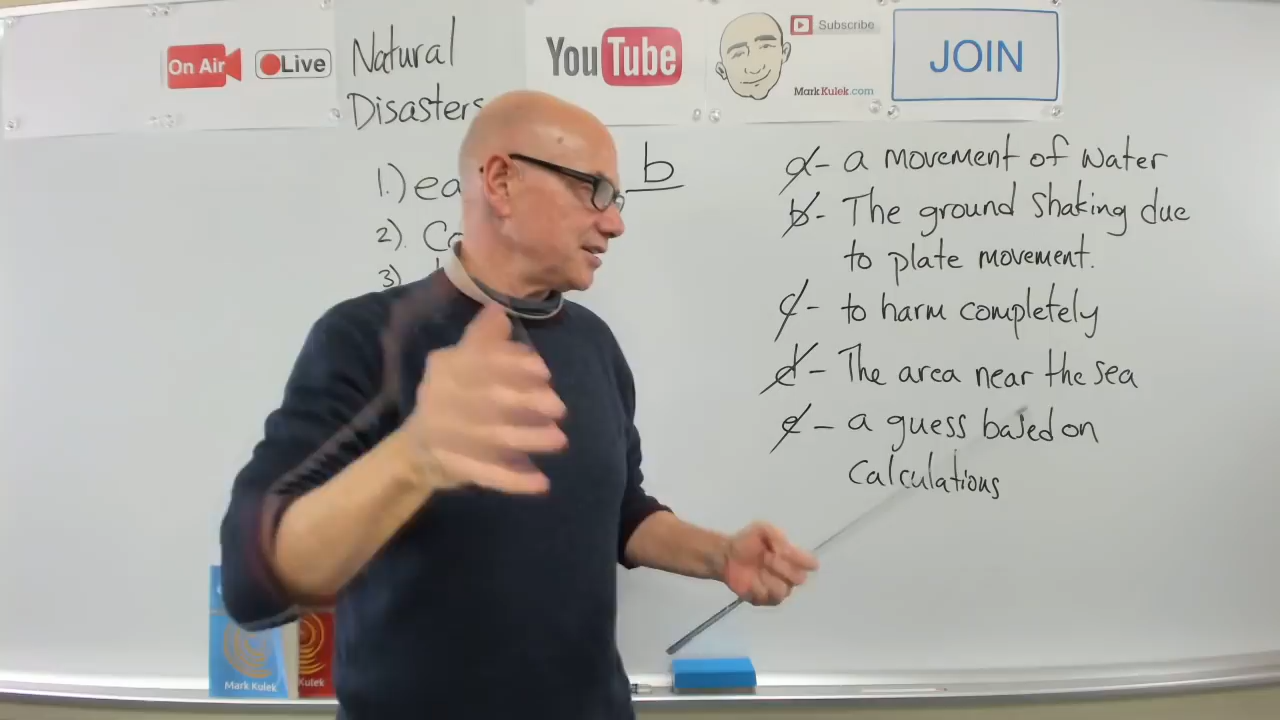 On Air
Live
Natural
Disasters
YouTube
Subscribe
MarkKulek.com
JOIN
1.) ea
b
2). Co
3)
a - a movement of water
b - The ground shaking due
to plate movement.
c - to harm completely
d - The area near the sea
e - a guess based on
calculations
Mark Kulek
Kulek